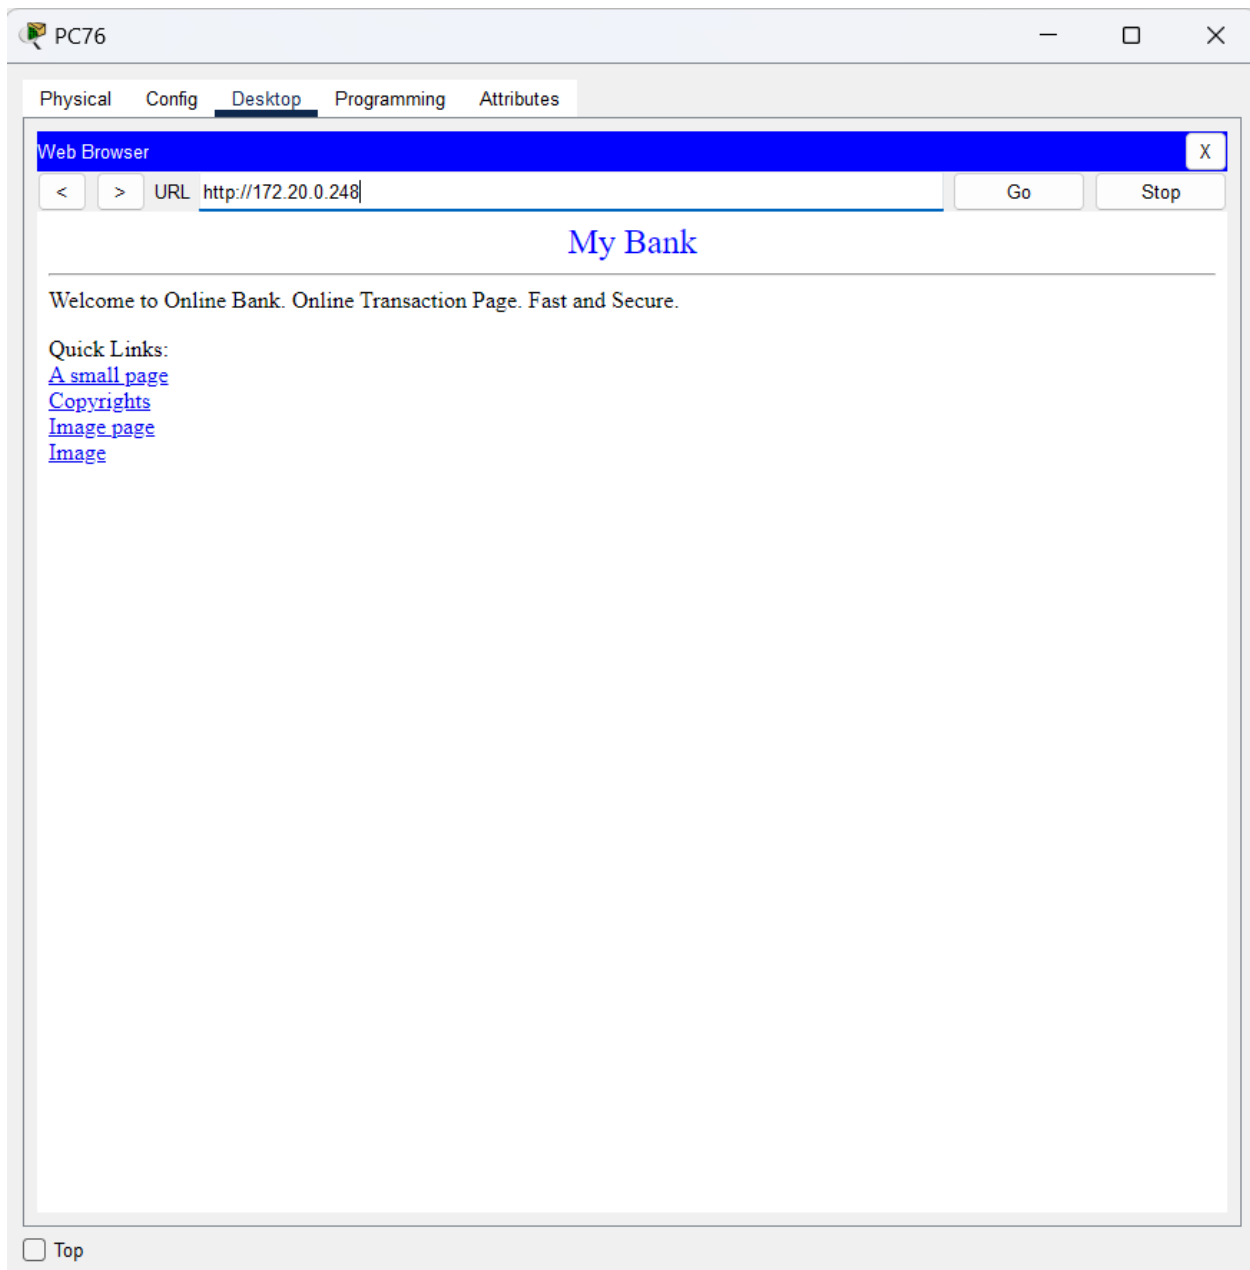 PC76
Physical Config Desktop Programming Attributes
Web Browser X
< > URL http://172.20.0.248 Go Stop
My Bank
Welcome to Online Bank. Online Transaction Page. Fast and Secure.
Quick Links:
A small page
Copyrights
Image page
Image
Top